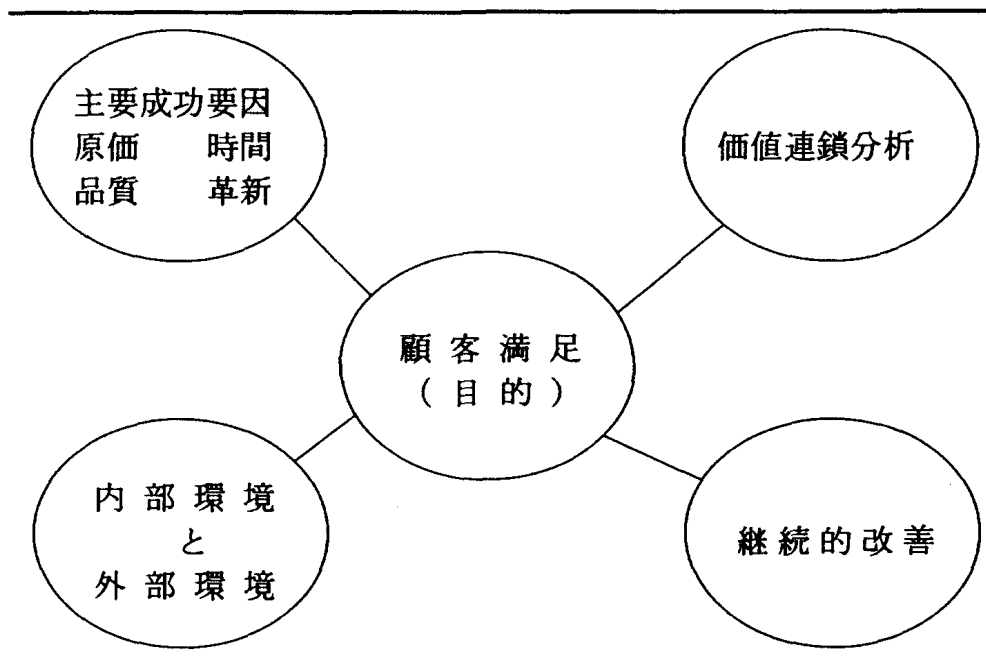 主要成功要因
原価　時間
品質　革新
価値連鎖分析
顧客満足
(目的)
内部環境
と
外部環境
継続的改善